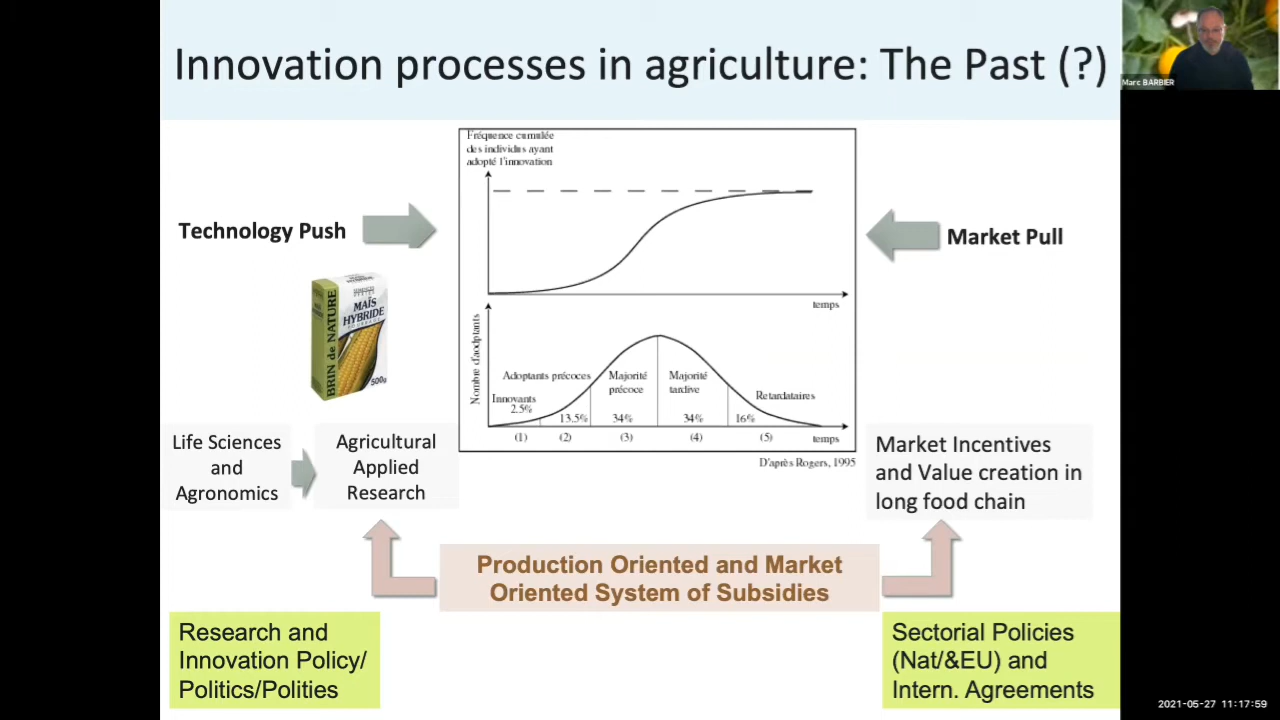 Innovation processes in agriculture: The Past (?)
Marc BARBIER
Fréquence cumulée
des individus ayant
adopté l'innovation
temps
Technology Push
Market Pull
BRIN de NATURE
MAÏS
HYBRIDE
500g
Nombre d'aodptants
Adoptants précoces
Majorité
précoce
Majorité
tardive
Retardataires
Innovants
2.5%
13.5%
34%
34%
16%
(1)
(2)
(3)
(4)
(5)
temps
D'après Rogers, 1995
Life Sciences
and
Agronomics
Agricultural
Applied
Research
Market Incentives
and Value creation in
long food chain
Production Oriented and Market
Oriented System of Subsidies
Research and
Innovation Policy/
Politics/Polities
Sectorial Policies
(Nat/&EU) and
Intern. Agreements
2021-05-27 11:17:59